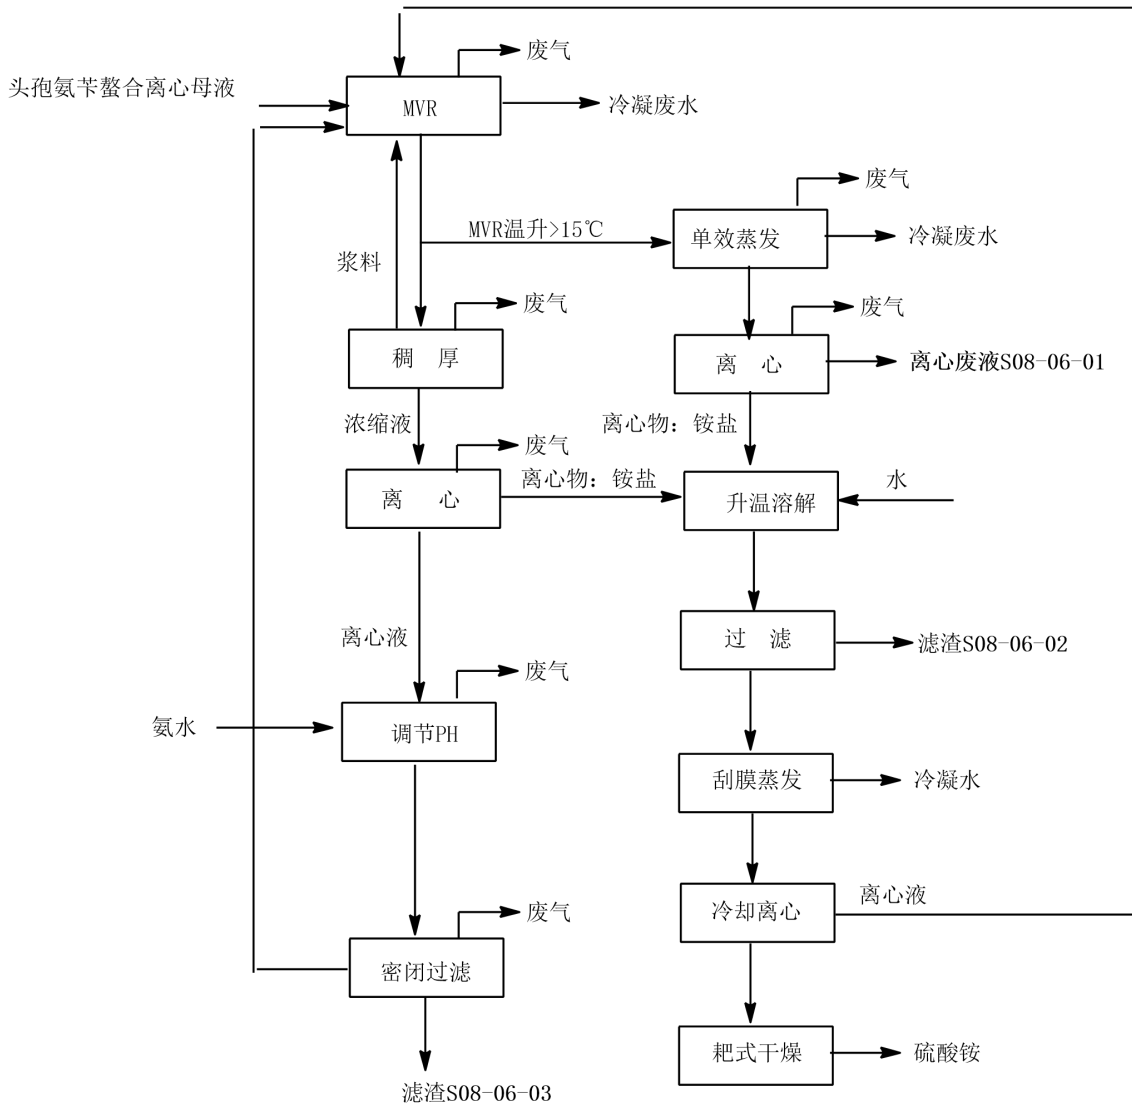 废气
头孢氨苄螯合离心母液
MVR
冷凝废水
废气
MVR温升>15℃
单效蒸发
冷凝废水
浆料
废气
废气
稠 厚
离 心
离心废液S08-06-01
浓缩液
离心物：铵盐
废气
离心物：铵盐
水
离 心
升温溶解
离心液
过 滤
滤渣S08-06-02
废气
氨水
调节PH
刮膜蒸发
冷凝水
离心液
废气
冷却离心
密闭过滤
耙式干燥
硫酸铵
滤渣S08-06-03